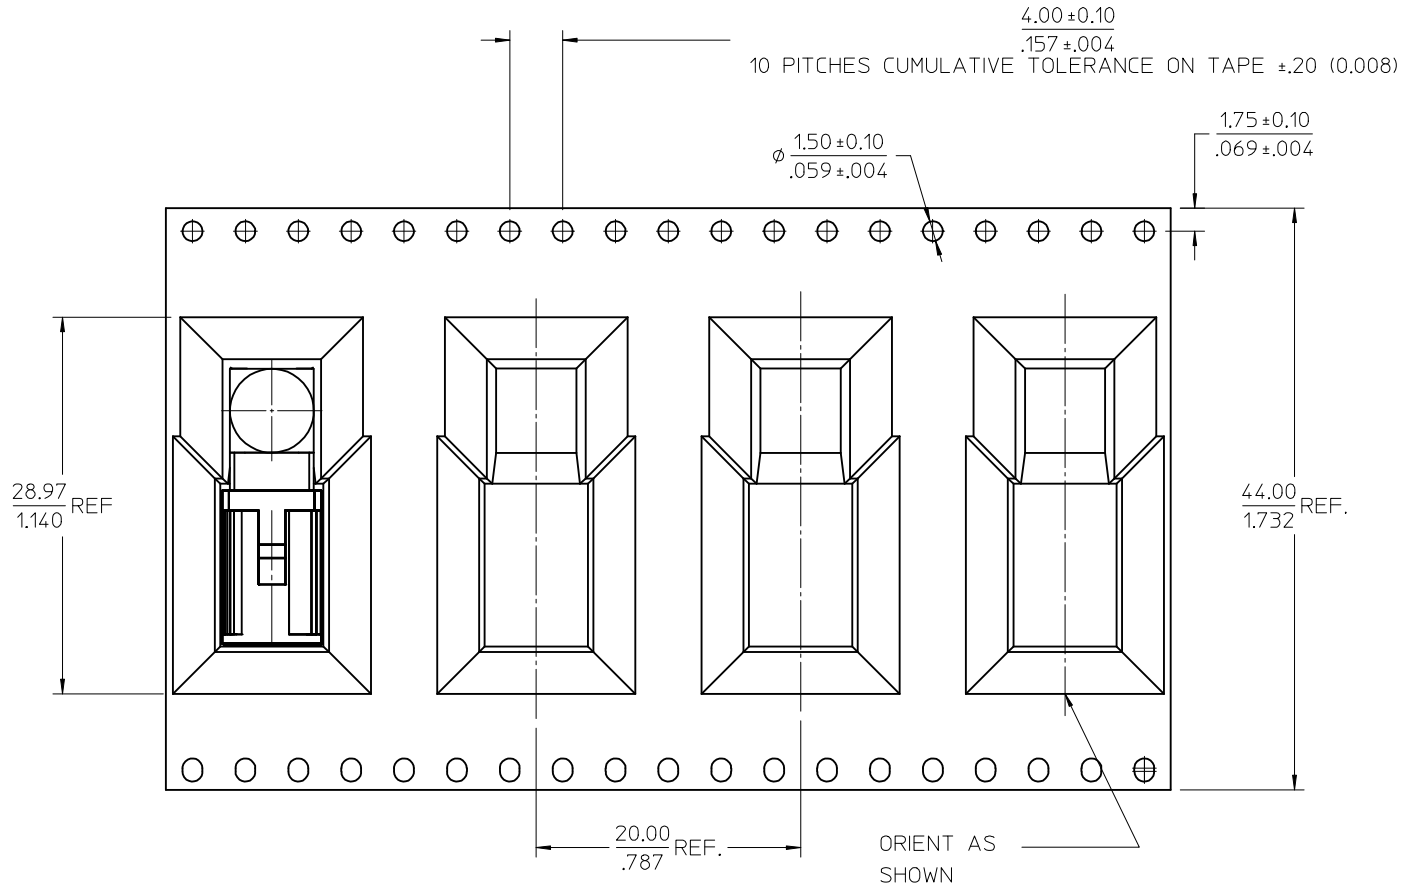 4.00±0.10
.157 ±.004
10 PITCHES CUMULATIVE TOLERANCE ON TAPE ±.20 (0.008)
1.75±0.10
.069±.004
⌀ 1.50±0.10
.059±.004
28.97
1.140
REF
44.00
1.732
REF.
20.00
.787
REF.
ORIENT AS
SHOWN